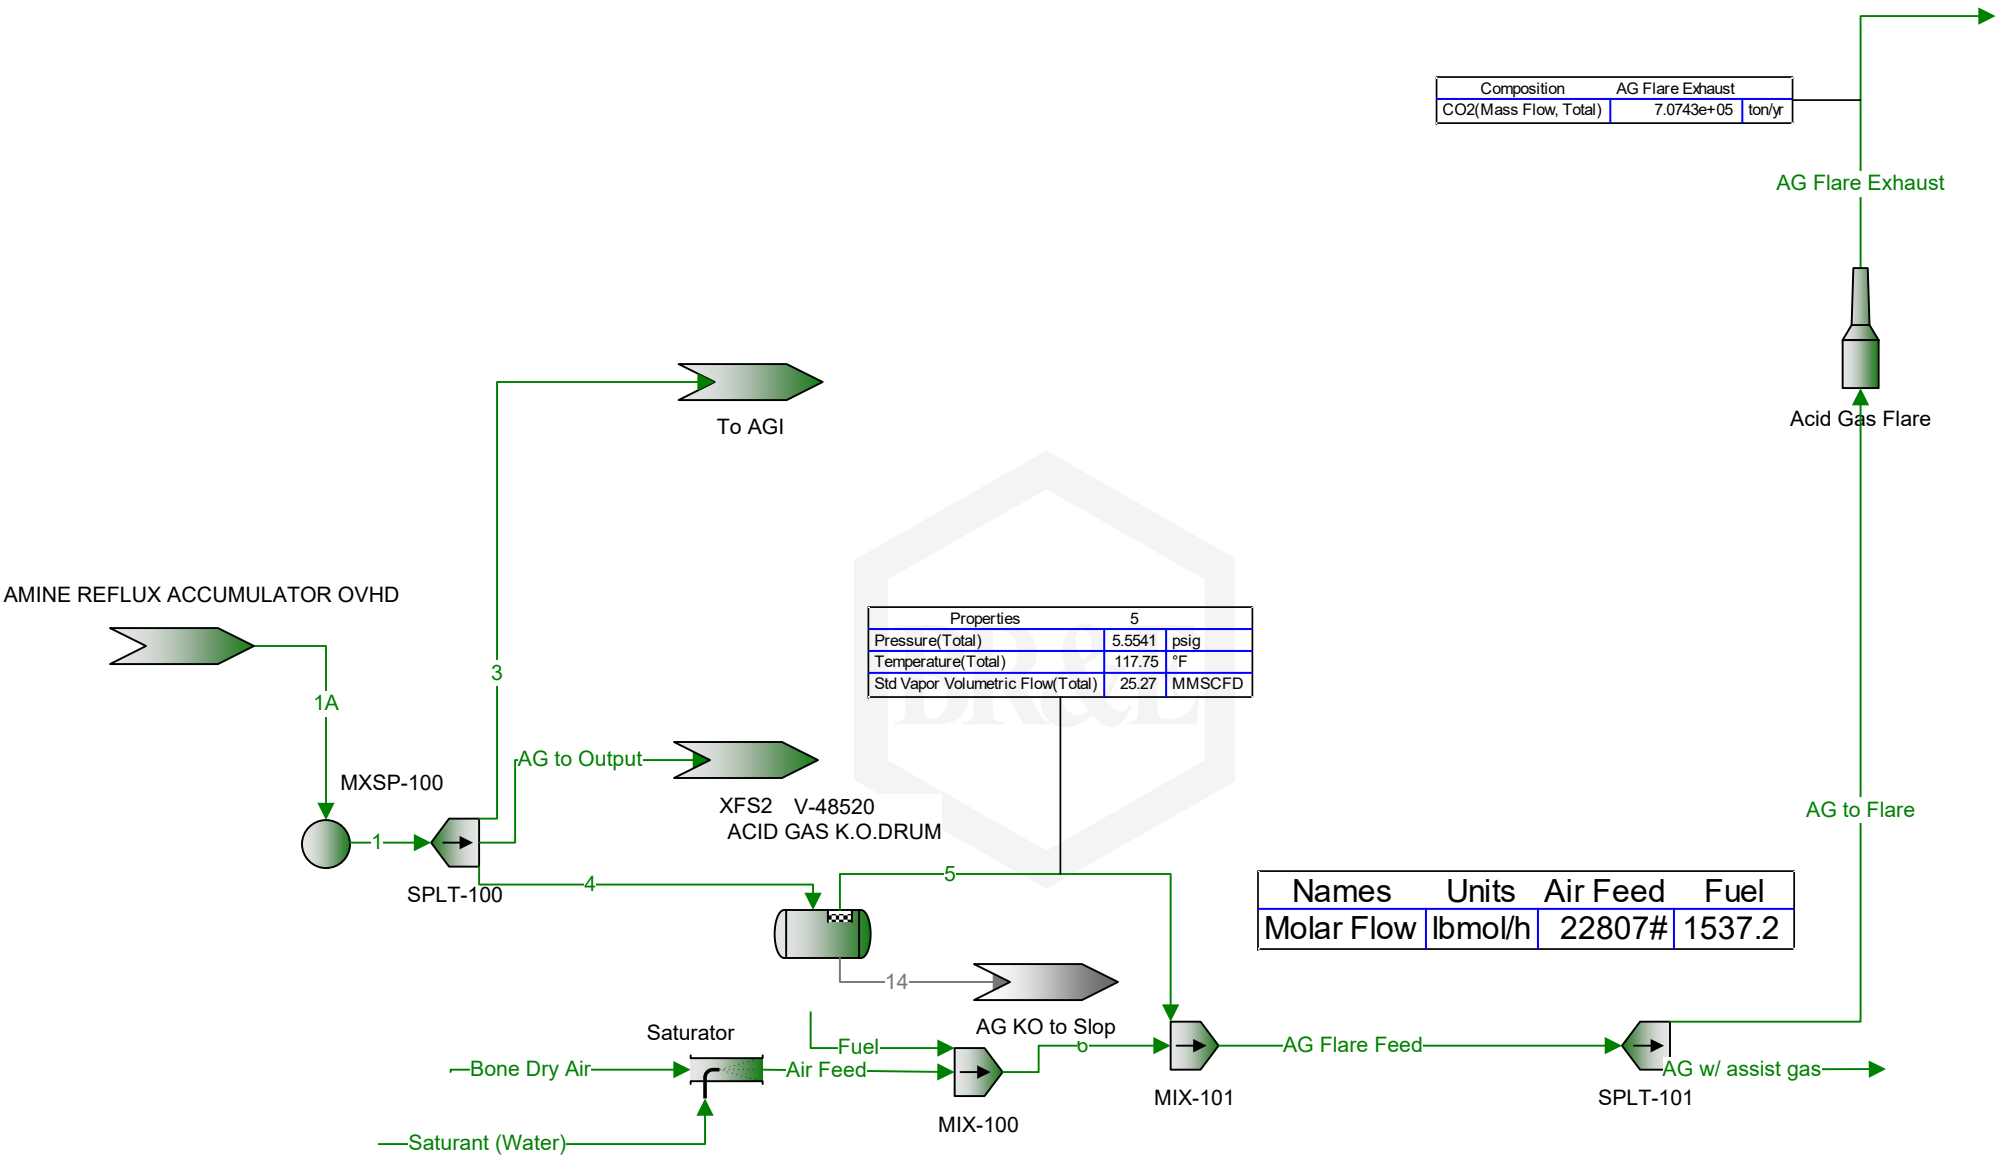 Composition AG Flare Exhaust
CO2(Mass Flow, Total) 7.0743e+05 ton/yr
AG Flare Exhaust
Acid Gas Flare
To AGI
AMINE REFLUX ACCUMULATOR OVHD
Properties 5
Pressure(Total) 5.5541 psig
Temperature(Total) 117.75 °F
Std Vapor Volumetric Flow(Total) 25.27 MMSCFD
BR&E
3
1A
AG to Output
MXSP-100
XFS2 V-48520
ACID GAS K.O.DRUM
AG to Flare
1
SPLT-100
4
5
Names Units Air Feed Fuel
Molar Flow lbmol/h 22807# 1537.2
14
AG KO to Slop
Saturator
Fuel
6
AG Flare Feed
Bone Dry Air
Air Feed
AG w/ assist gas
MIX-101
SPLT-101
MIX-100
Saturant (Water)